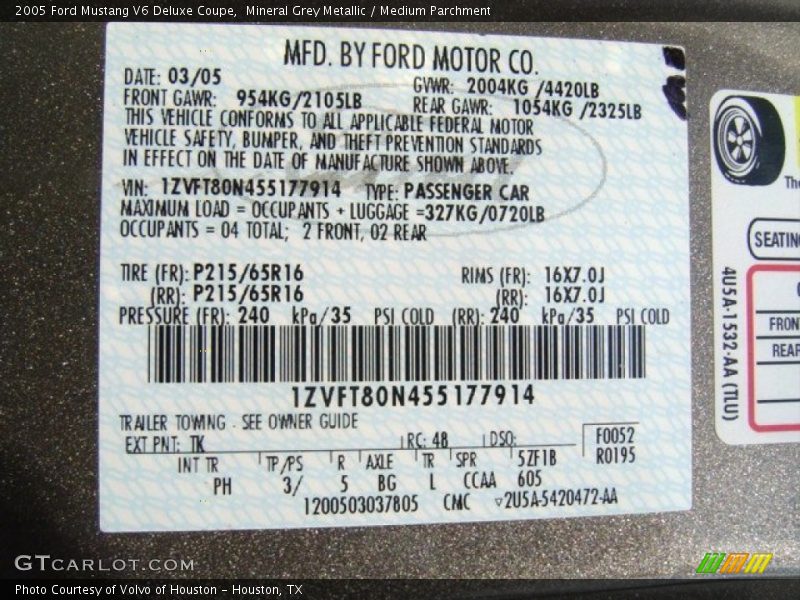 2005 Ford Mustang V6 Deluxe Coupe, Mineral Grey Metallic / Medium Parchment
MFD. BY FORD MOTOR CO.
DATE: 03/05 GVWR: 2004KG /4420LB
FRONT GAWR: 954KG/2105LB REAR GAWR: 1054KG /2325LB
THIS VEHICLE CONFORMS TO ALL APPLICABLE FEDERAL MOTOR
VEHICLE SAFETY, BUMPER, AND THEFT PREVENTION STANDARDS
IN EFFECT ON THE DATE OF MANUFACTURE SHOWN ABOVE.
VIN: 1ZVFT80N455177914 TYPE: PASSENGER CAR
MAXIMUM LOAD = OCCUPANTS + LUGGAGE =327KG/0720LB
OCCUPANTS = 04 TOTAL; 2 FRONT, 02 REAR
TIRE (FR): P215/65R16 RIMS (FR): 16X7.0J
(RR): P215/65R16 (RR): 16X7.0J
PRESSURE (FR): 240 kPa/35 PSI COLD (RR): 240 kPa/35 PSI COLD
1ZVFT80N455177914
TRAILER TOWING - SEE OWNER GUIDE
EXT PNT: TK RC: 48 DSO: F0052
INT TR TP/PS R AXLE TR SPR 5ZF1B R0195
PH 3/ 5 BG L CCAA 605
1200503037805 CMC ▽2U5A-5420472-AA
The
SEATING
4U5A-1532-AA (TLU)
FRON
REAR
GTCARLOT.COM
Photo Courtesy of Volvo of Houston - Houston, TX